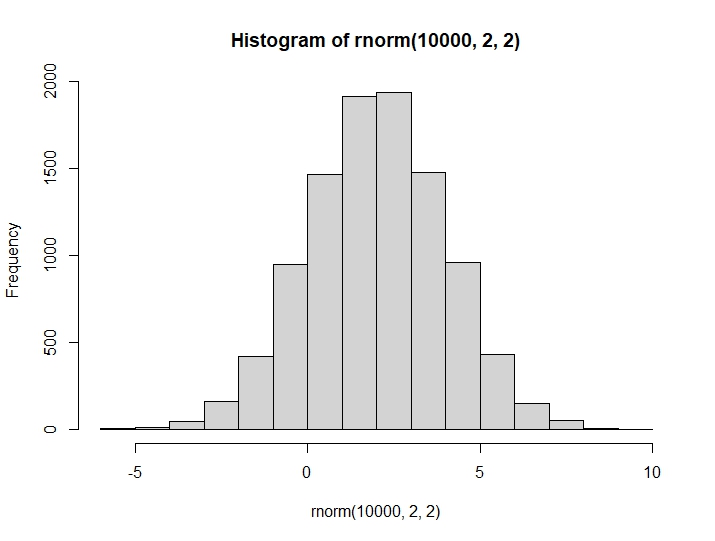 Histogram of rnorm(10000, 2, 2)
Frequency
2000
1500
1000
500
0
-5 0 5 10
rnorm(10000, 2, 2)